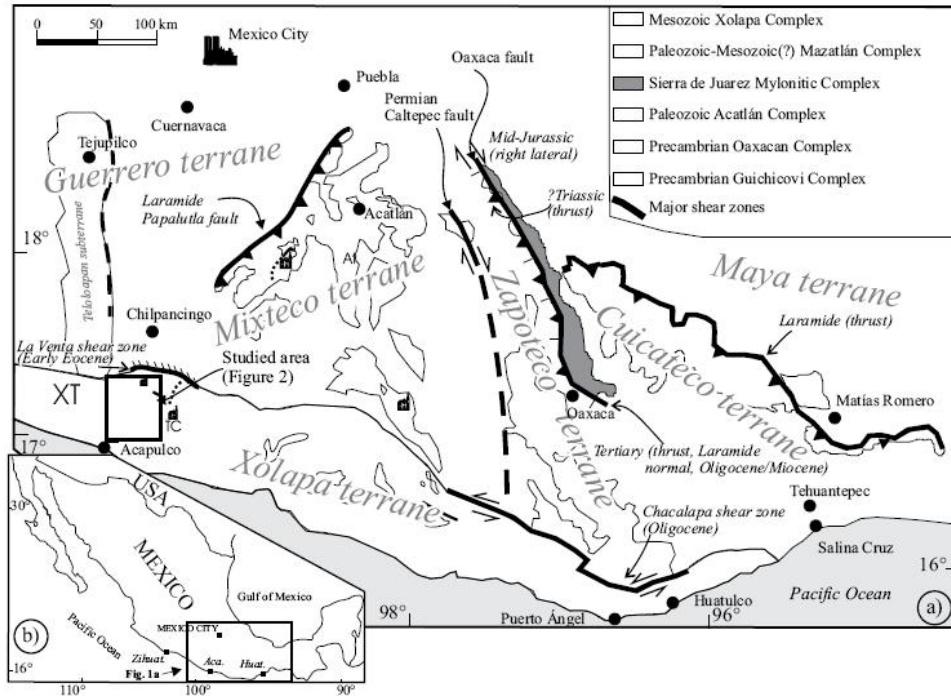 0 50 100 km
Mexico City
Puebla
Cuernavaca
Tejupilco
Guerrero terrane
Teloloapan subterrane
Laramide
Papalutla fault
Acatlán
Mixteco terrane
18°
Chilpancingo
La Venta shear zone
(Early Eocene)
Studied area
(Figure 2)
XT
TC
17°
Acapulco
Xolapa terrane
Oaxaca fault
Permian
Caltepec fault
Mid-Jurassic
(right lateral)
?Triassic
(thrust)
Zapoteco terrane
Cuicateco terrane
Maya terrane
Laramide (thrust)
Matías Romero
Oaxaca
Tertiary (thrust, Laramide
normal, Oligocene/Miocene)
Tehuantepec
Salina Cruz
Chacalapa shear zone
(Oligocene)
16°
Huatulco
Puerto Ángel
Pacific Ocean
98°
96°
a)
Mesozoic Xolapa Complex
Paleozoic-Mesozoic(?) Mazatlán Complex
Sierra de Juarez Mylonitic Complex
Paleozoic Acatlán Complex
Precambrian Oaxacan Complex
Precambrian Guichicovi Complex
Major shear zones
USA
30°
MEXICO
Gulf of Mexico
MEXICO CITY
Pacific Ocean
Zihuat.
Aca.
Huat.
Fig. 1a
16°
110°
100°
90°
b)